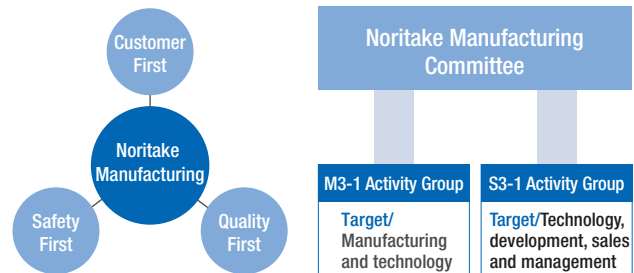 Customer
First
Noritake
Manufacturing
Safety
First
Quality
First
Noritake Manufacturing
Committee
M3-1 Activity Group
Target/
Manufacturing
and technology
S3-1 Activity Group
Target/Technology,
development, sales
and management